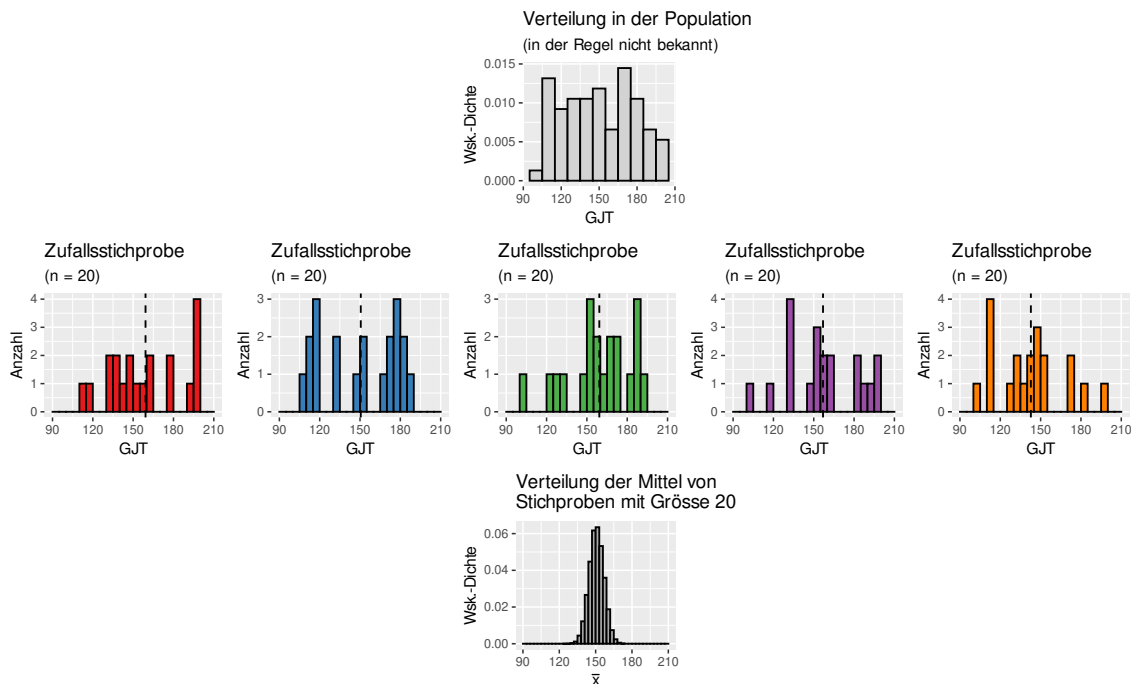 Verteilung in der Population
(in der Regel nicht bekannt)
Wsk.-Dichte
0.015
0.010
0.005
0.000
90 120 150 180 210
GJT
Zufallsstichprobe
(n = 20)
Anzahl
4
3
2
1
0
90 120 150 180 210
GJT
Zufallsstichprobe
(n = 20)
Anzahl
3
2
1
0
90 120 150 180 210
GJT
Zufallsstichprobe
(n = 20)
Anzahl
3
2
1
0
90 120 150 180 210
GJT
Zufallsstichprobe
(n = 20)
Anzahl
4
3
2
1
0
90 120 150 180 210
GJT
Zufallsstichprobe
(n = 20)
Anzahl
4
3
2
1
0
90 120 150 180 210
GJT
Verteilung der Mittel von
Stichproben mit Grösse 20
Wsk.-Dichte
0.06
0.04
0.02
0.00
90 120 150 180 210
x̄